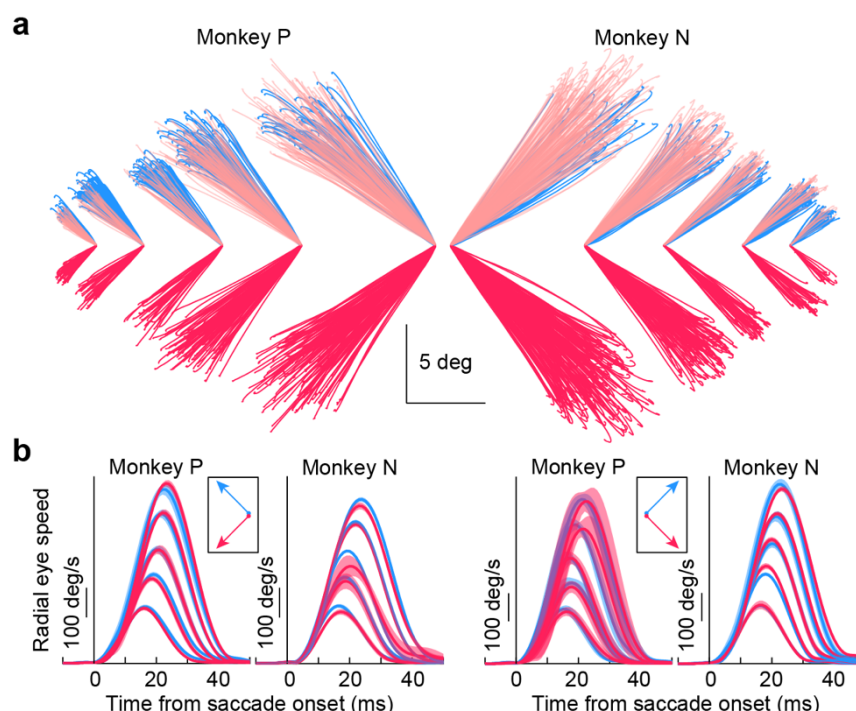 a
Monkey P
Monkey N
5 deg
b
Monkey P
Monkey N
Monkey P
Monkey N
Radial eye speed
100 deg/s
100 deg/s
100 deg/s
100 deg/s
0 20 40
0 20 40
0 20 40
0 20 40
Time from saccade onset (ms)
Time from saccade onset (ms)